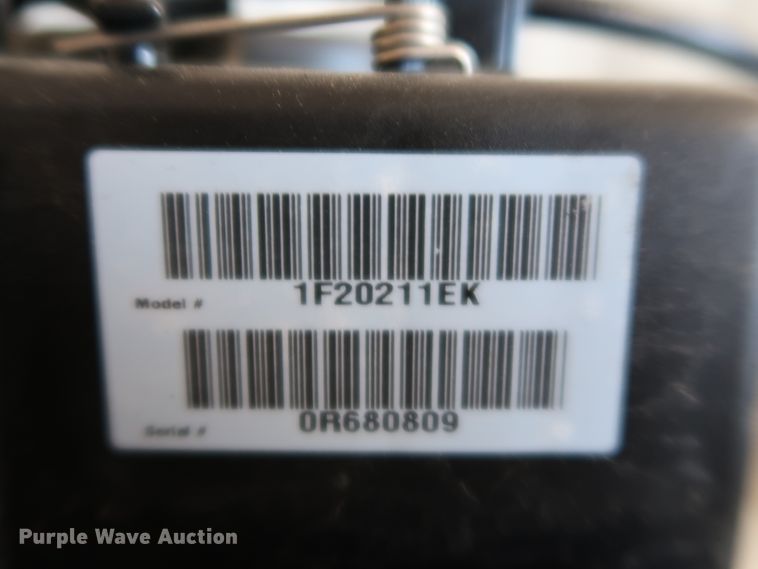 1F20211EK
Model #
0R680809
Serial #
Purple Wave Auction